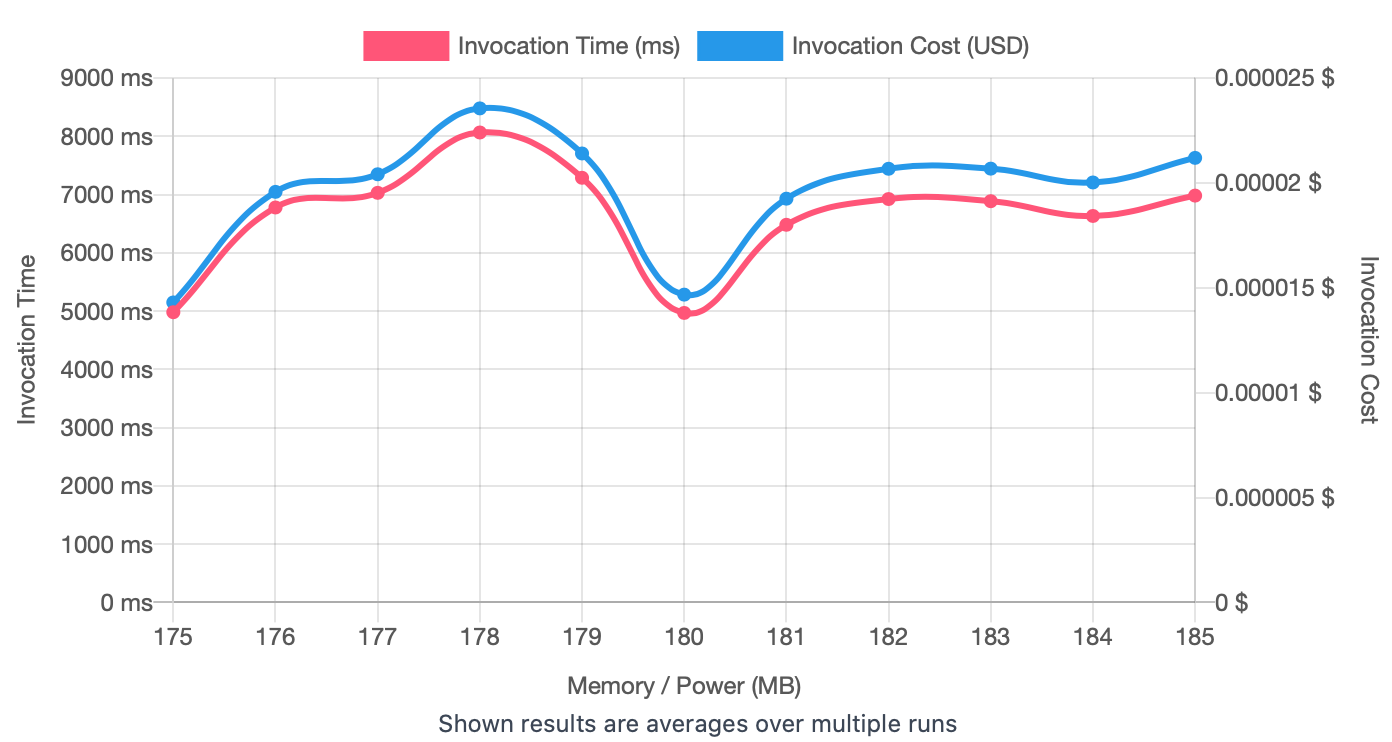 Invocation Time (ms) Invocation Cost (USD)
9000 ms
8000 ms
7000 ms
6000 ms
5000 ms
4000 ms
3000 ms
2000 ms
1000 ms
0 ms
Invocation Time
0.000025 $
0.00002 $
0.000015 $
0.00001 $
0.000005 $
0 $
Invocation Cost
175 176 177 178 179 180 181 182 183 184 185
Memory / Power (MB)
Shown results are averages over multiple runs